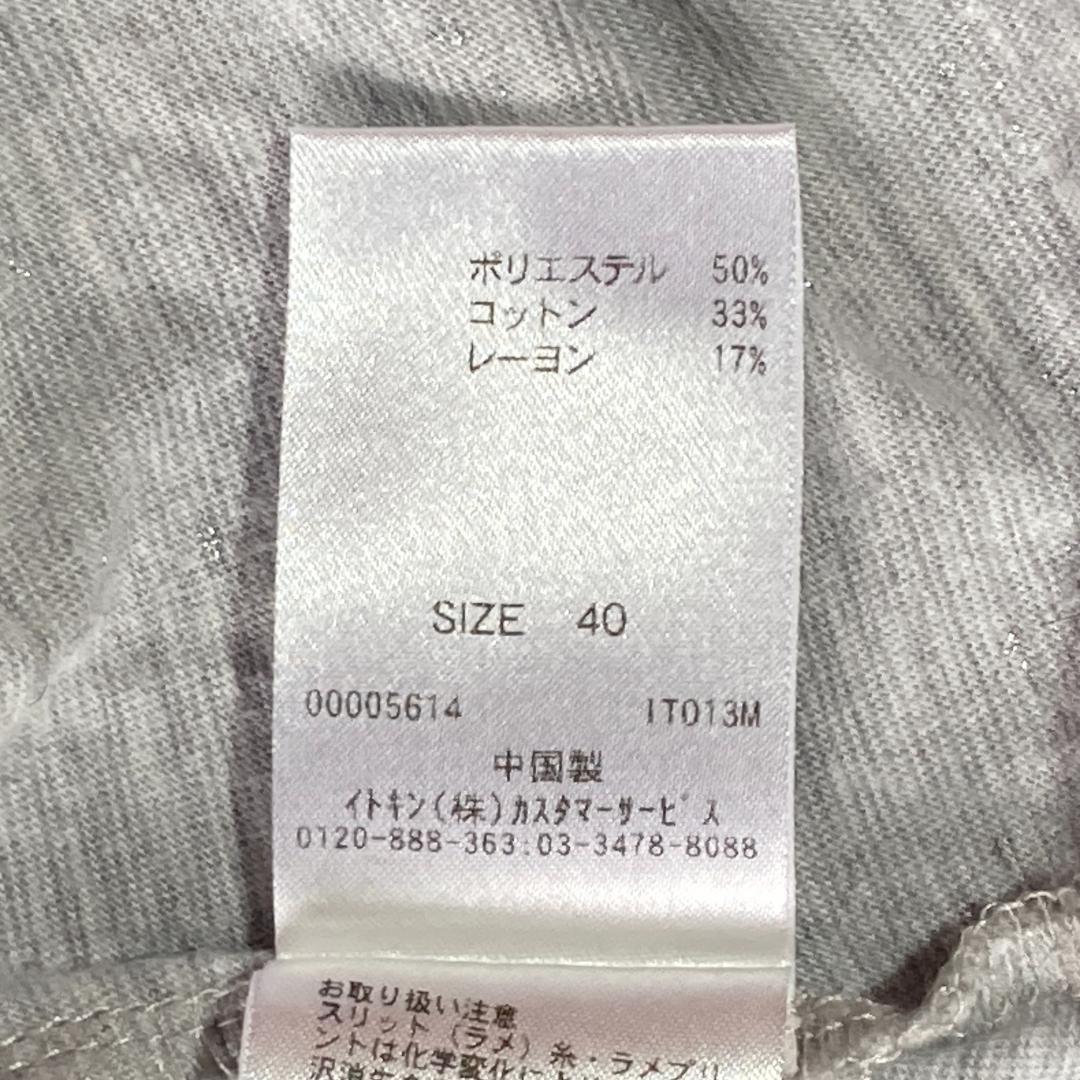 ポリエステル 50%
コットン 33%
レーヨン 17%
SIZE 40
00005614 IT013M
中国製
イトキン(株)カスタマーサービス
0120-888-363:03-3478-8088
お取り扱い注意
スリット(ラメ)糸・ラメプリ
ントは化学変化に